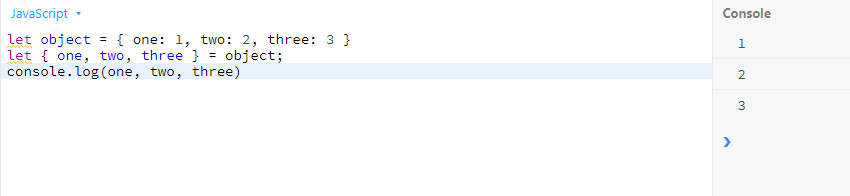 JavaScript
let object = { one: 1, two: 2, three: 3 }
let { one, two, three } = object;
console.log(one, two, three)
Console
1
2
3